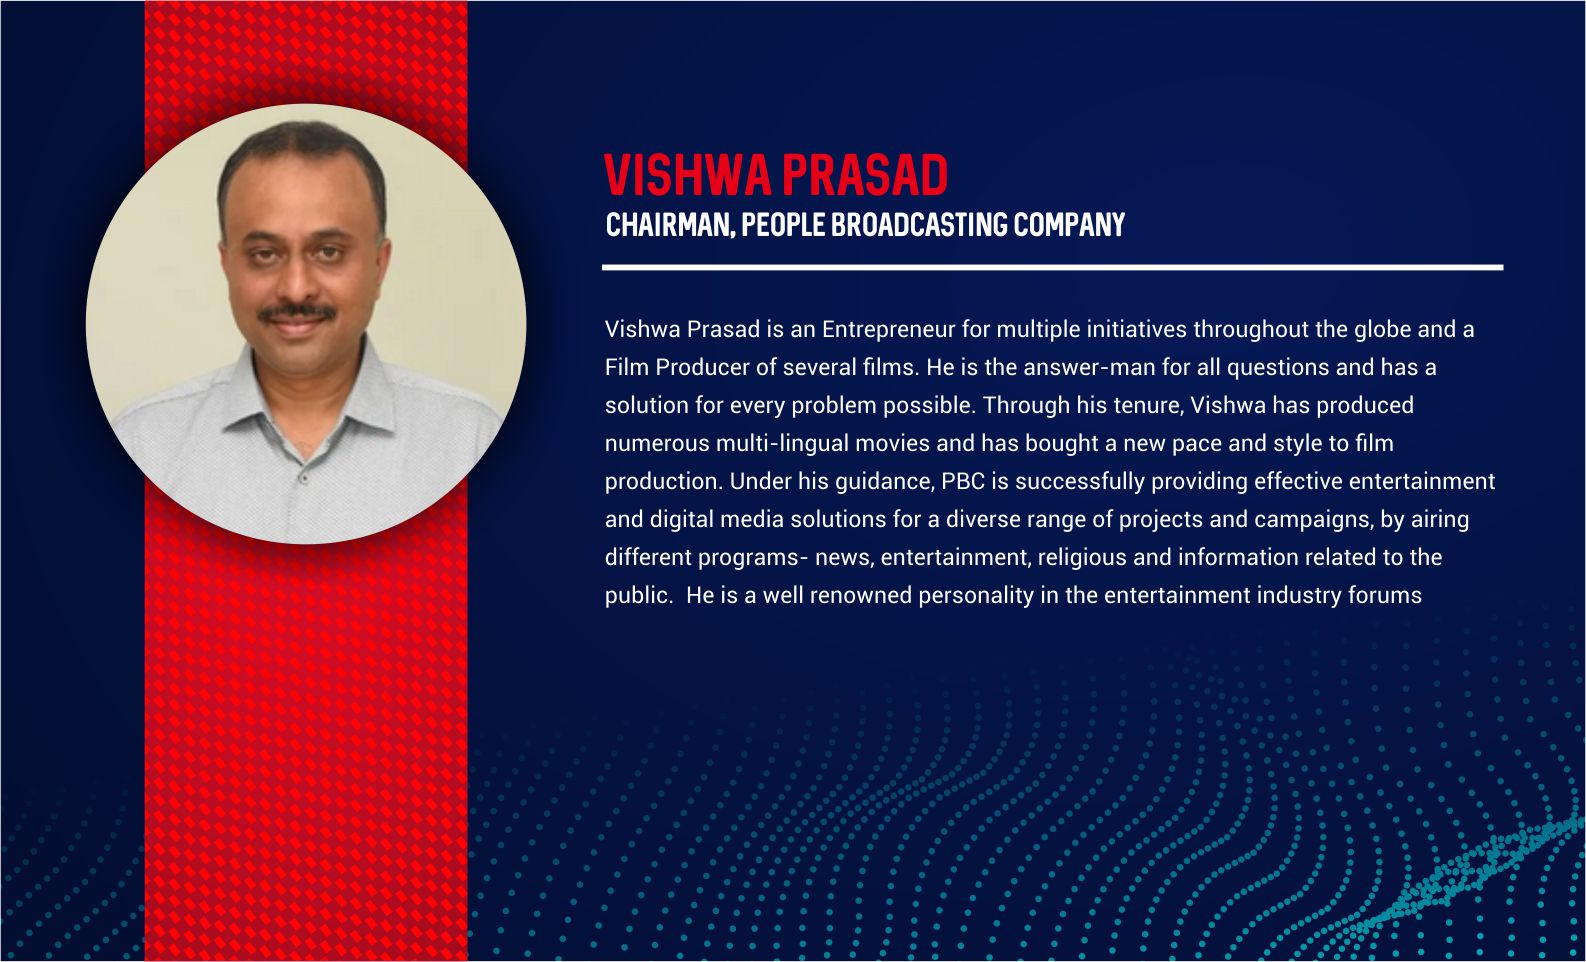 VISHWA PRASAD
CHAIRMAN, PEOPLE BROADCASTING COMPANY
Vishwa Prasad is an Entrepreneur for multiple initiatives throughout the globe and a
Film Producer of several films. He is the answer-man for all questions and has a
solution for every problem possible. Through his tenure, Vishwa has produced
numerous multi-lingual movies and has bought a new pace and style to film
production. Under his guidance, PBC is successfully providing effective entertainment
and digital media solutions for a diverse range of projects and campaigns, by airing
different programs- news, entertainment, religious and information related to the
public.  He is a well renowned personality in the entertainment industry forums